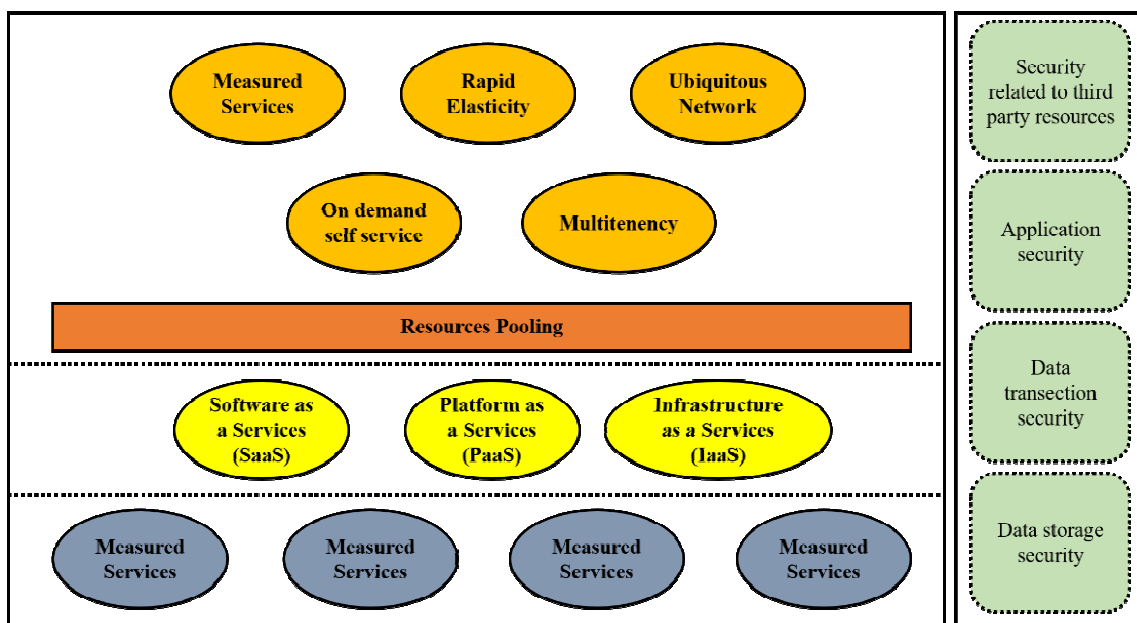 Measured
Services
Rapid
Elasticity
Ubiquitous
Network
On demand
self service
Multitenency
Resources Pooling
Software as
a Services
(SaaS)
Platform as
a Services
(PaaS)
Infrastructure
as a Services
(IaaS)
Measured
Services
Measured
Services
Measured
Services
Measured
Services
Security
related to third
party resources
Application
security
Data
transection
security
Data storage
security